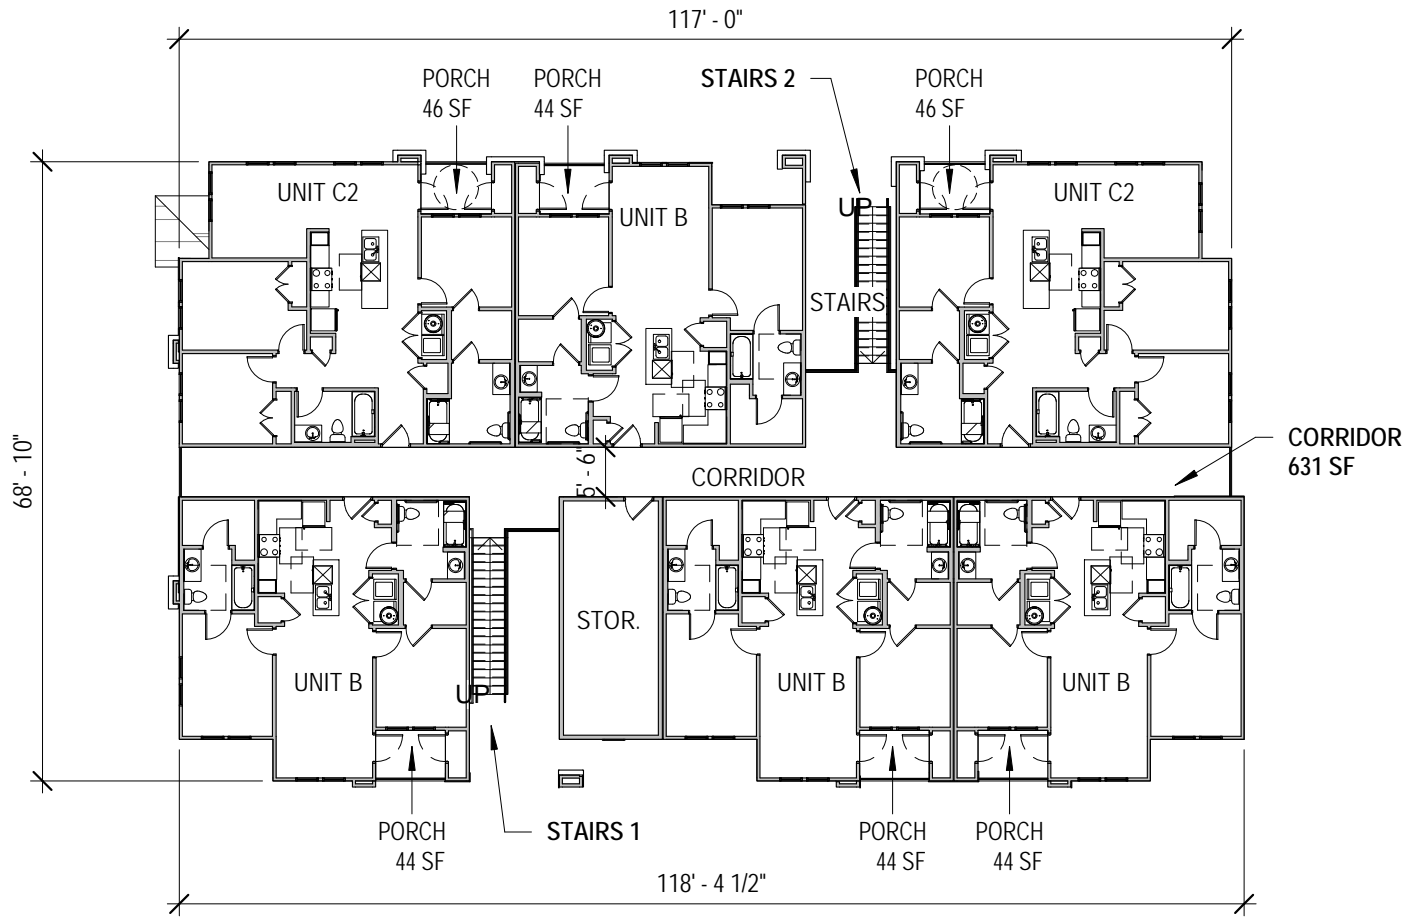 117' - 0"
PORCH
46 SF
PORCH
44 SF
STAIRS 2
PORCH
46 SF
UNIT C2
UNIT B
UP
UNIT C2
STAIRS
68' - 10"
5' - 6"
CORRIDOR
CORRIDOR
631 SF
STOR.
UNIT B
UP
UNIT B
UNIT B
PORCH
44 SF
STAIRS 1
PORCH
44 SF
PORCH
44 SF
118' - 4 1/2"